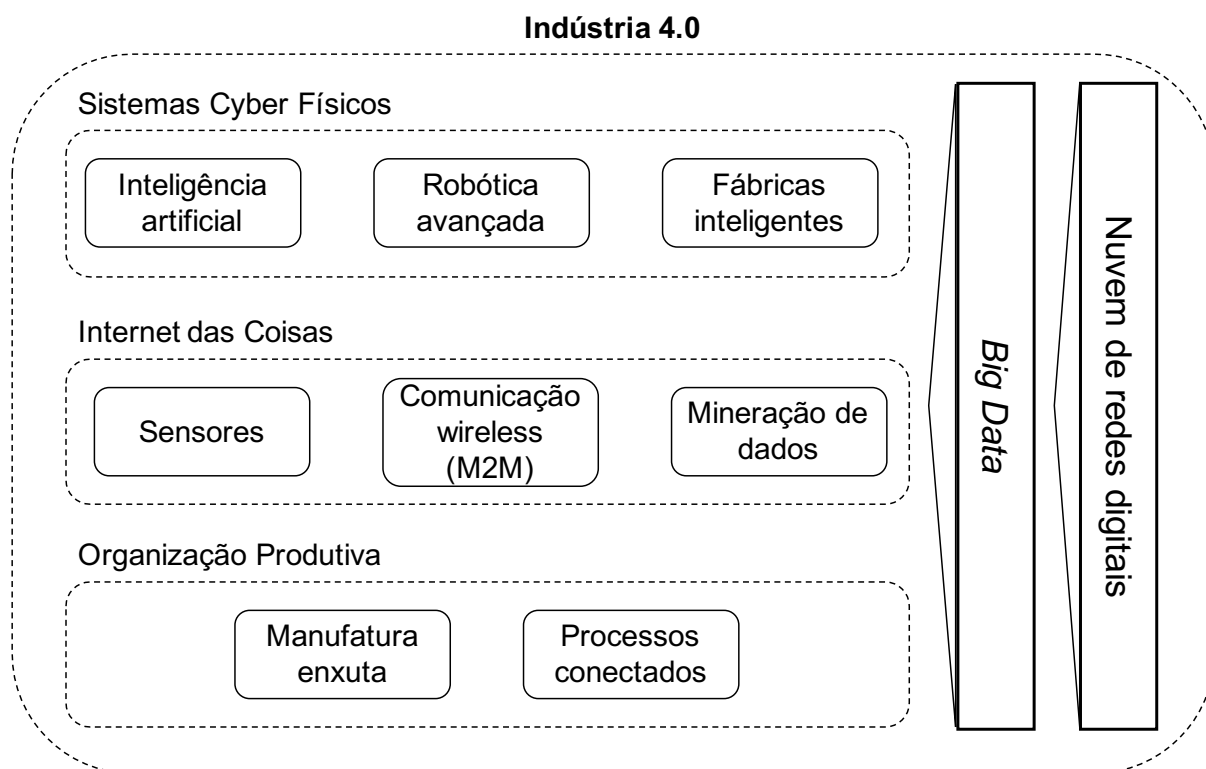 Indústria 4.0
Sistemas Cyber Físicos
Inteligência
artificial
Robótica
avançada
Fábricas
inteligentes
Internet das Coisas
Sensores
Comunicação
wireless
(M2M)
Mineração de
dados
Organização Produtiva
Manufatura
enxuta
Processos
conectados
Big Data
Nuvem de redes digitais